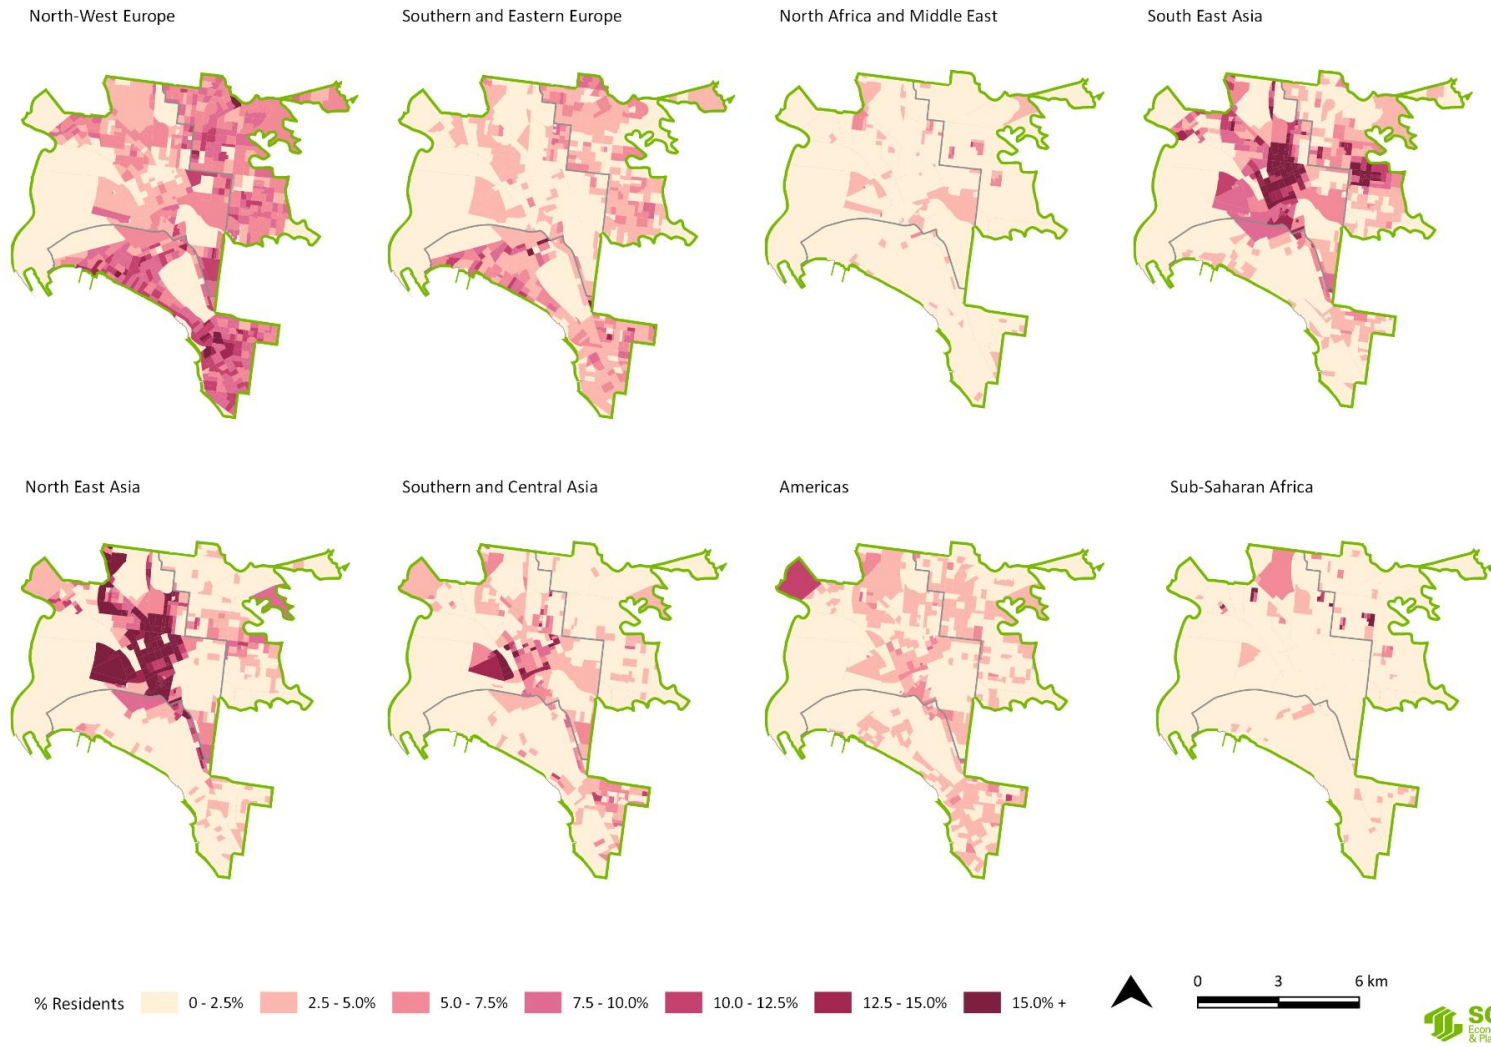 North-West Europe
Southern and Eastern Europe
North Africa and Middle East
South East Asia
North East Asia
Southern and Central Asia
Americas
Sub-Saharan Africa
% Residents
0 - 2.5%
2.5 - 5.0%
5.0 - 7.5%
7.5 - 10.0%
10.0 - 12.5%
12.5 - 15.0%
15.0% +
0 3 6 km